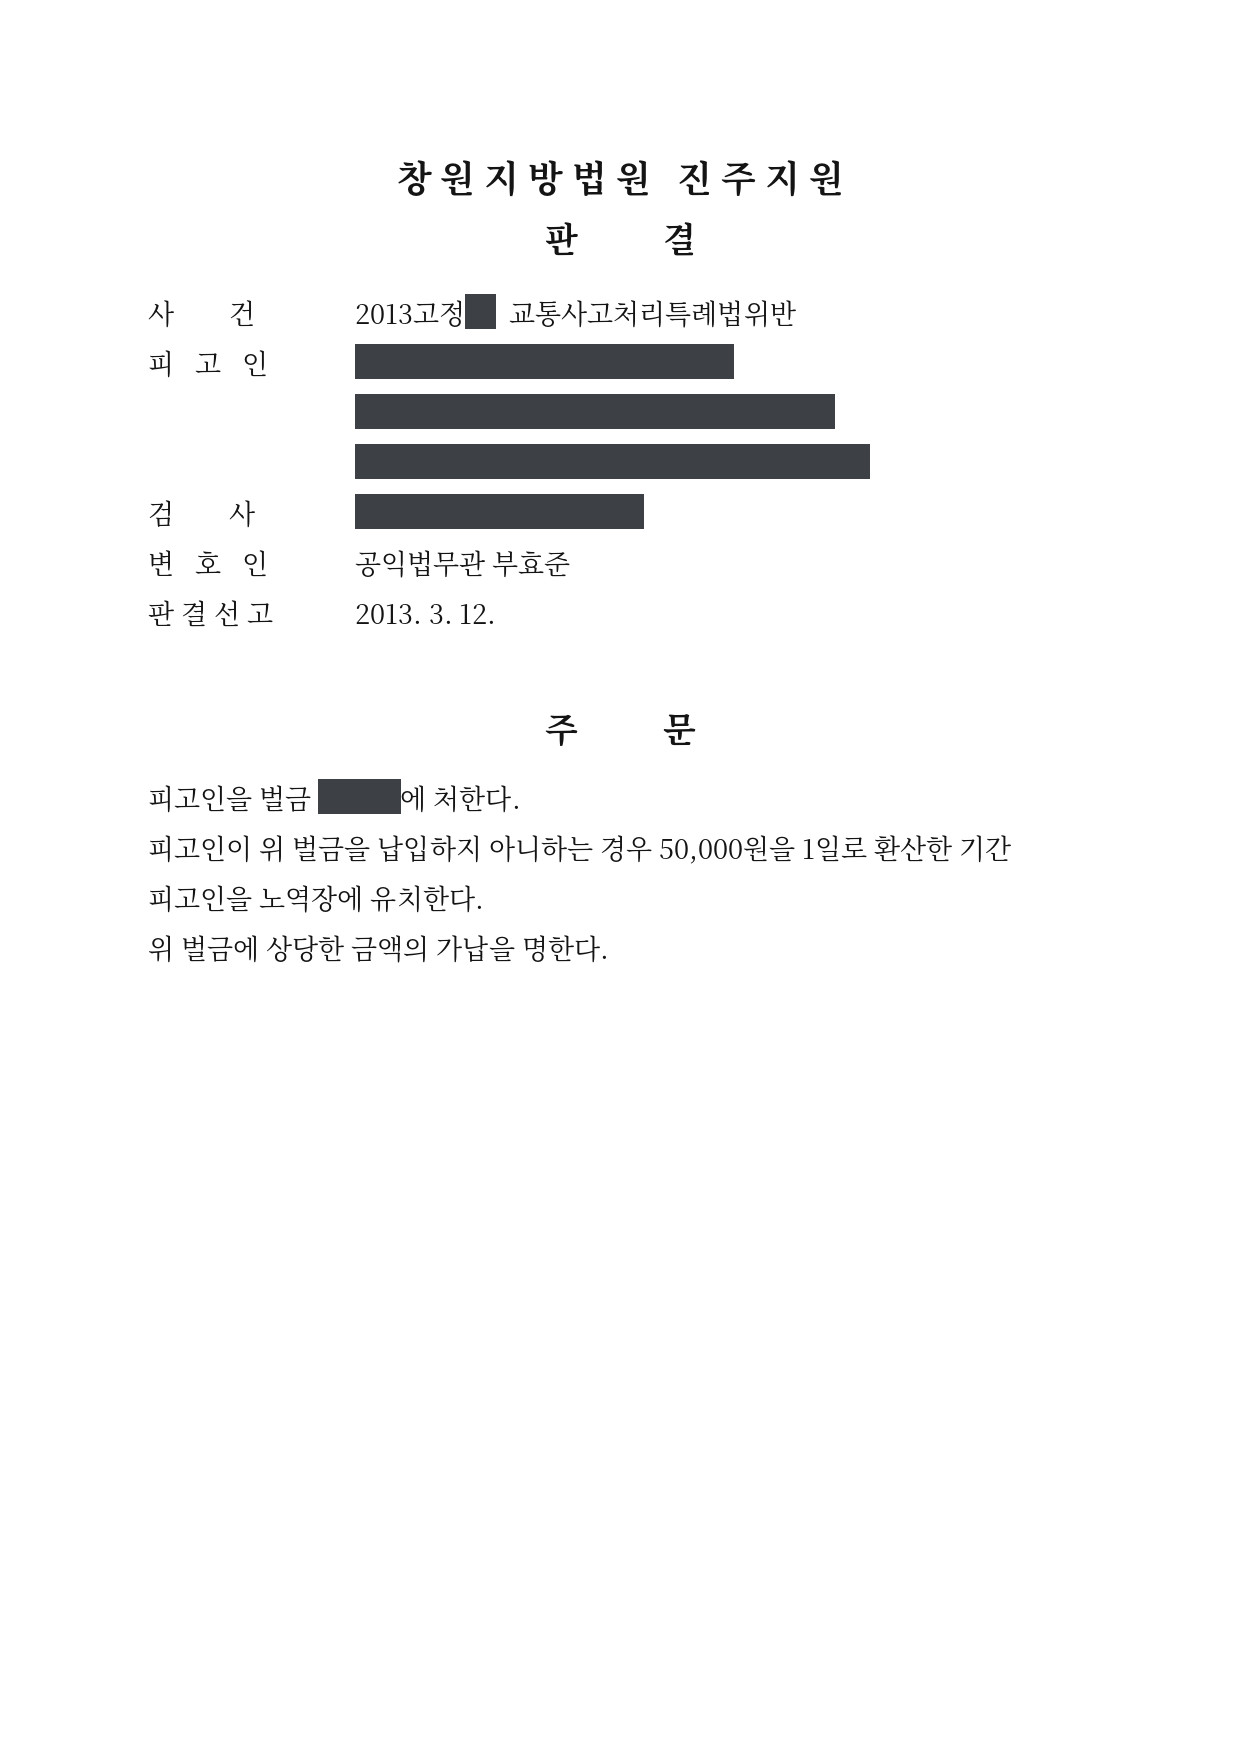 창원지방법원 진주지원
판 결
사 건 2013고정 교통사고처리특례법위반
피 고 인
검 사
변 호 인 공익법무관 부효준
판결선고 2013. 3. 12.
주 문
피고인을 벌금 에 처한다.
피고인이 위 벌금을 납입하지 아니하는 경우 50,000원을 1일로 환산한 기간
피고인을 노역장에 유치한다.
위 벌금에 상당한 금액의 가납을 명한다.